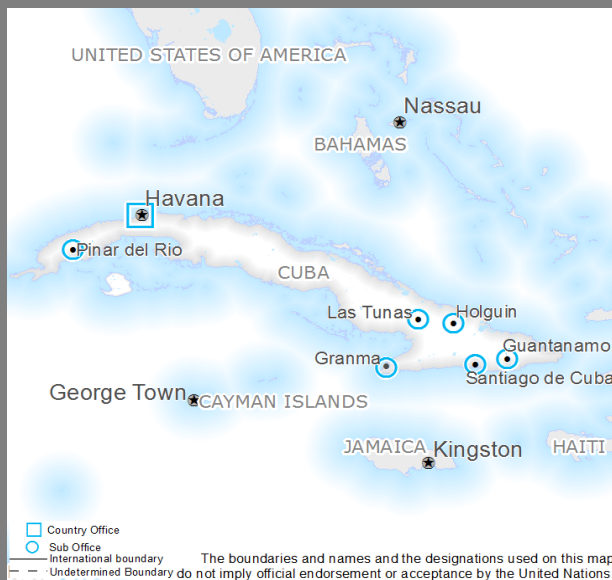 UNITED STATES OF AMERICA
Nassau
BAHAMAS
Havana
Pinar del Rio
CUBA
Las Tunas
Holguin
Guantanamo
Granma
Santiago de Cuba
George Town
CAYMAN ISLANDS
JAMAICA
Kingston
HAITI
Country Office
Sub Office
International boundary
Undetermined Boundary
The boundaries and names and the designations used on this map
do not imply official endorsement or acceptance by the United Nations.